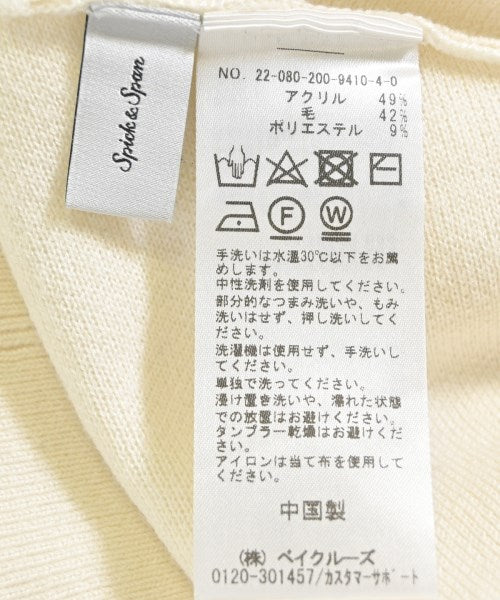 Spick & Span
NO. 22-080-200-9410-4-0
アクリル 49%
毛 42%
ポリエステル 9%
F W
手洗いは水温30℃以下をお薦
めします。
中性洗剤を使用してください。
部分的なつまみ洗いや、もみ
洗いはせず、押し洗いしてく
ださい。
洗濯機は使用せず、手洗いし
てください。
単独で洗ってください。
浸け置き洗いや、濡れた状態
での放置はお避けください。
タンブラー乾燥はお避けくだ
さい。
アイロンは当て布を使用して
ください。
中国製
(株) ベイクルーズ
0120-301457/カスタマーサポート